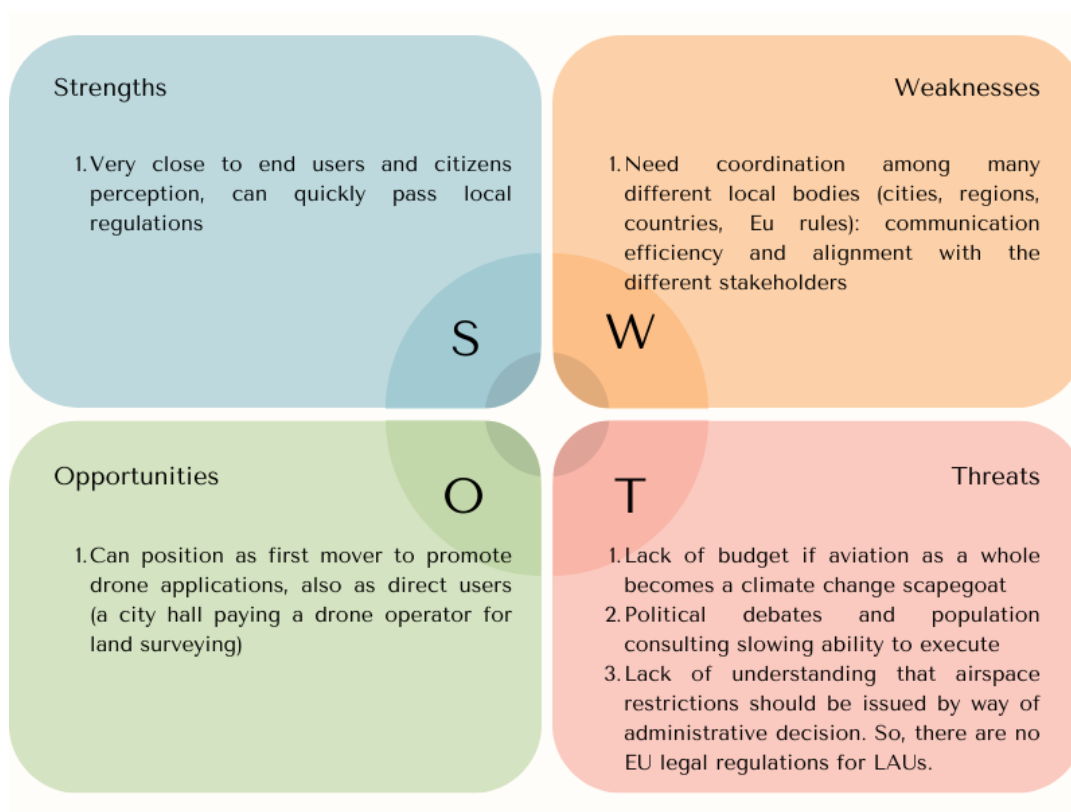 Strengths
1. Very close to end users and citizens
perception, can quickly pass local
regulations
S
Weaknesses
1. Need coordination among many
different local bodies (cities, regions,
countries, Eu rules): communication
efficiency and alignment with the
different stakeholders
W
Opportunities
O
1. Can position as first mover to promote
drone applications, also as direct users
(a city hall paying a drone operator for
land surveying)
Threats
T
1. Lack of budget if aviation as a whole
becomes a climate change scapegoat
2. Political debates and population
consulting slowing ability to execute
3. Lack of understanding that airspace
restrictions should be issued by way of
administrative decision. So, there are no
EU legal regulations for LAUs.